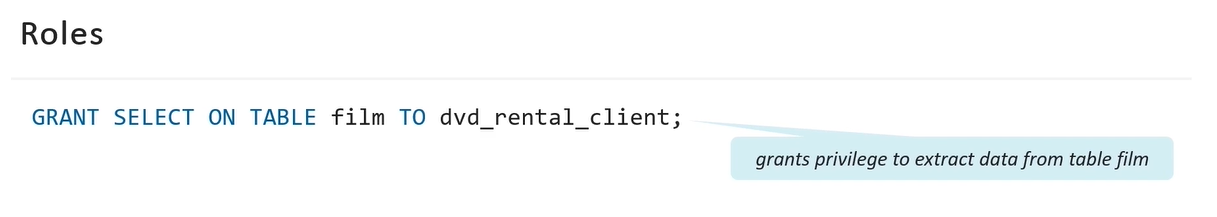 Roles
GRANT SELECT ON TABLE film TO dvd_rental_client;
grants privilege to extract data from table film